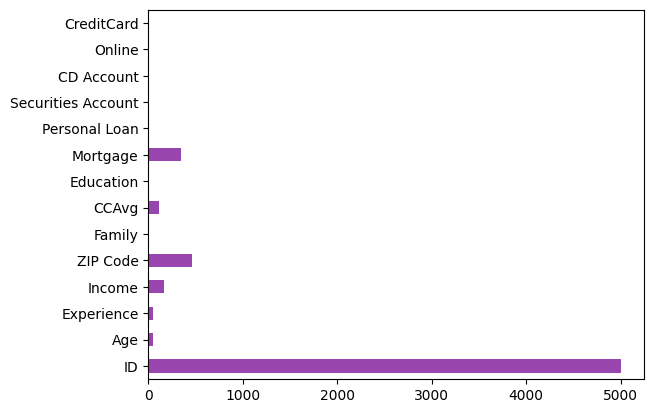 CreditCard
Online
CD Account
Securities Account
Personal Loan
Mortgage
Education
CCAvg
Family
ZIP Code
Income
Experience
Age
ID
0 1000 2000 3000 4000 5000